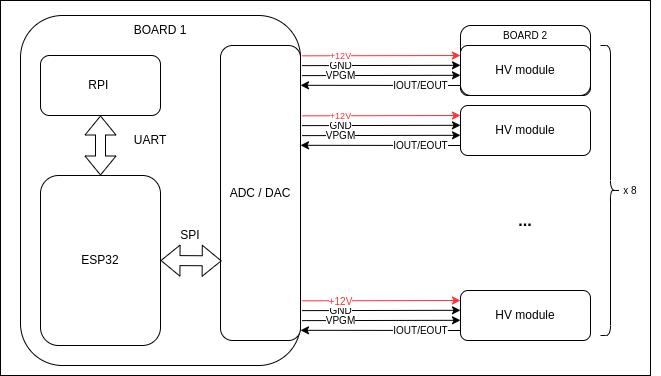 BOARD 1
BOARD 2
RPI
UART
ESP32
SPI
ADC / DAC
+12V
GND
VPGM
IOUT/EOUT
HV module
+12V
GND
VPGM
IOUT/EOUT
HV module
...
x 8
+12V
GND
VPGM
IOUT/EOUT
HV module